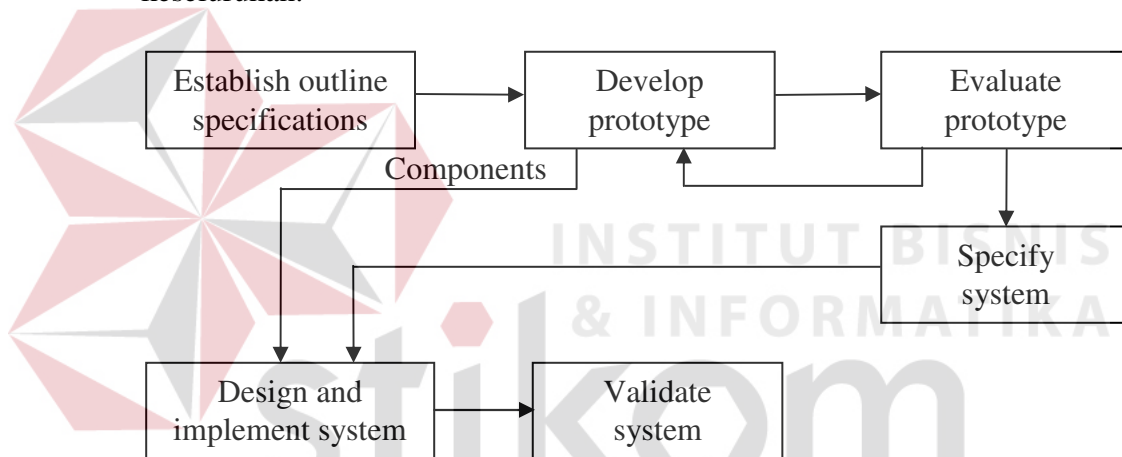 Establish outline
specifications
Develop
prototype
Evaluate
prototype
Components
INSTITUT BISNIS
& INFORMATIKA
stikom
Specify
system
Design and
implement system
Validate
system